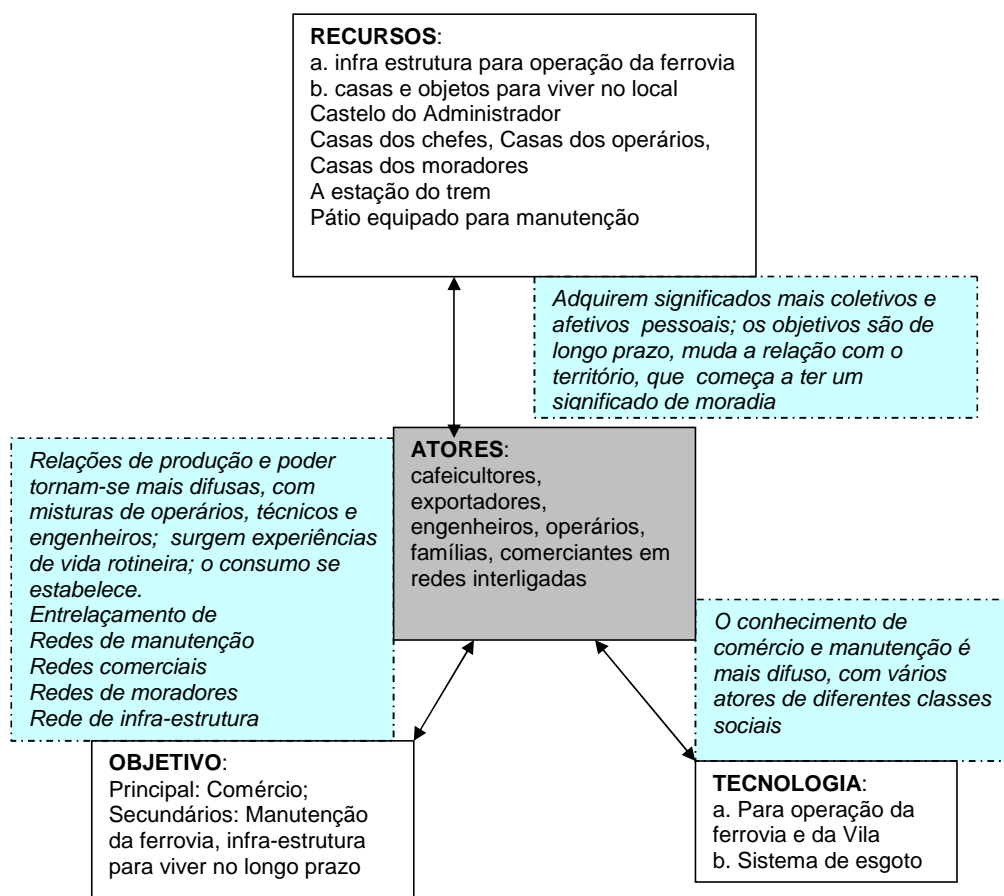 RECURSOS:
a. infra estrutura para operação da ferrovia
b. casas e objetos para viver no local
Castelo do Administrador
Casas dos chefes, Casas dos operários,
Casas dos moradores
A estação do trem
Pátio equipado para manutenção
Adquirem significados mais coletivos e
afetivos pessoais; os objetivos são de
longo prazo, muda a relação com o
território, que começa a ter um
significado de moradia
Relações de produção e poder
tornam-se mais difusas, com
misturas de operários, técnicos e
engenheiros; surgem experiências
de vida rotineira; o consumo se
estabelece.
Entrelaçamento de
Redes de manutenção
Redes comerciais
Redes de moradores
Rede de infra-estrutura
ATORES:
cafeicultores,
exportadores,
engenheiros, operários,
famílias, comerciantes em
redes interligadas
O conhecimento de
comércio e manutenção é
mais difuso, com vários
atores de diferentes classes
sociais
OBJETIVO:
Principal: Comércio;
Secundários: Manutenção
da ferrovia, infra-estrutura
para viver no longo prazo
TECNOLOGIA:
a. Para operação da
ferrovia e da Vila
b. Sistema de esgoto